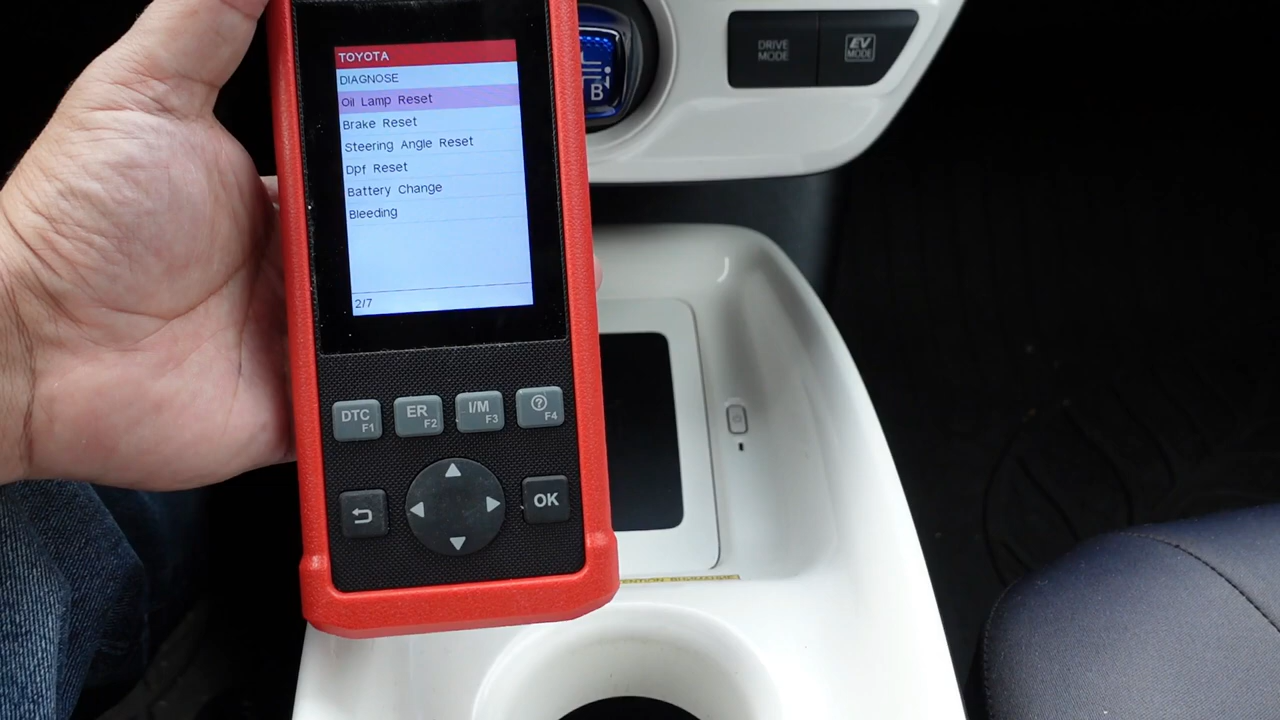 TOYOTA
DIAGNOSE
Oil Lamp Reset
Brake Reset
Steering Angle Reset
Dpf Reset
Battery Change
Bleeding
2/7
DTC F1
ER F2
I/M F3
? F4
OK
B
DRIVE MODE
EV MODE